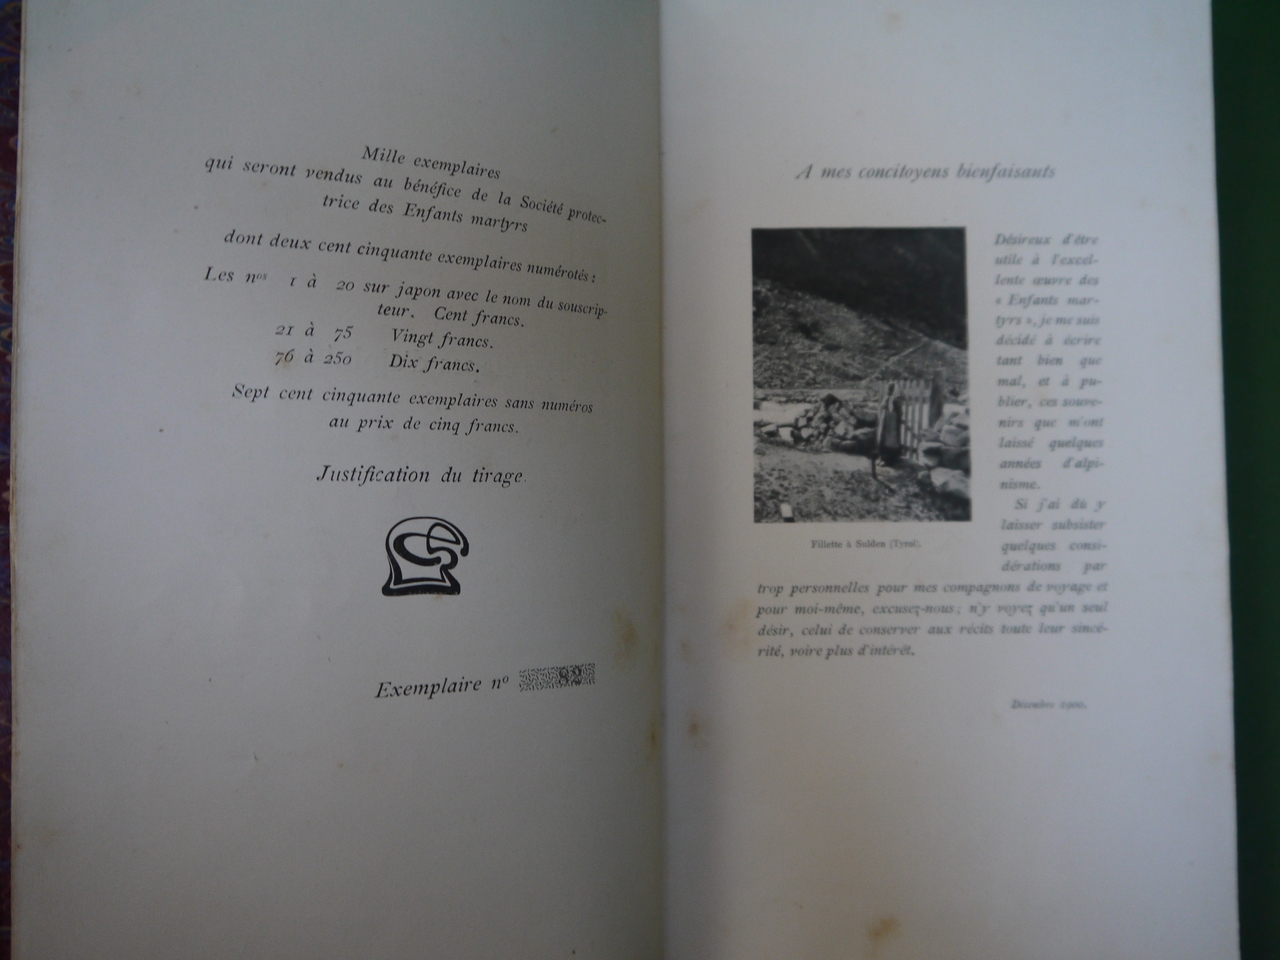 Mille exemplaires
qui seront vendus au bénéfice de la Société protec-
trice des Enfants martyrs
dont deux cent cinquante exemplaires numérotés :
Les nos 1 à 20 sur japon avec le nom du souscrip-
teur. Cent francs.
21 à 75 Vingt francs.
76 à 250 Dix francs.
Sept cent cinquante exemplaires sans numéros
au prix de cinq francs.
Justification du tirage.
Exemplaire no 82
A mes concitoyens bienfaisants
Désireux d'être
utile à l'excel-
lente œuvre des
« Enfants mar-
tyrs », je me suis
décidé à écrire
tant bien que
mal, et à pu-
blier, ces souve-
nirs que m'ont
laissé quelques
années d'alpi-
nisme.
Si j'ai dû y
laisser subsister
quelques consi-
dérations par
trop personnelles pour mes compagnons de voyage et
pour moi-même, excusez-nous ; n'y voyez qu'un seul
désir, celui de conserver aux récits toute leur sincé-
rité, voire plus d'intérêt.
Fillette à Sulden (Tyrol).
Décembre 1900.